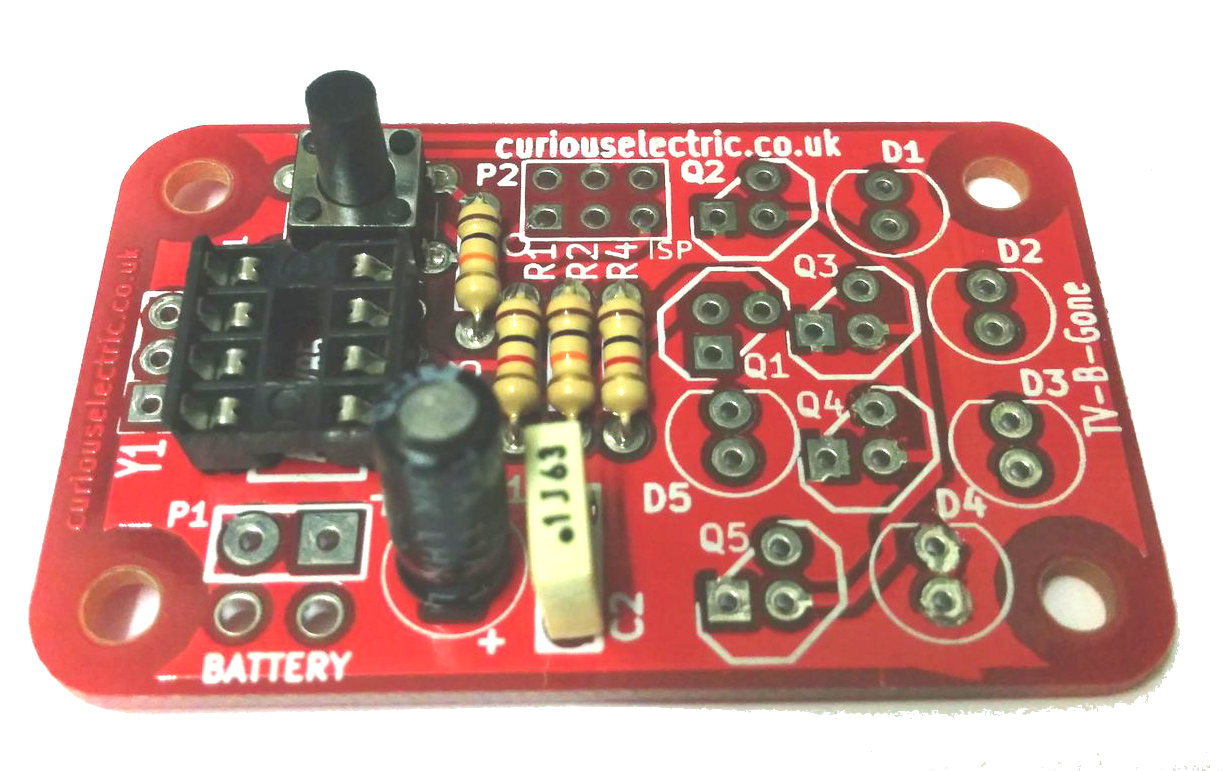 curiouselectric.co.uk
P2
Q2
D1
R1
R2
R4
ISP
Q3
D2
curiouselectric.co.uk
TV-B-Gone
Q1
D3
Q4
Y1
.1J63
D5
D4
P1
Q5
C2
+
BATTERY